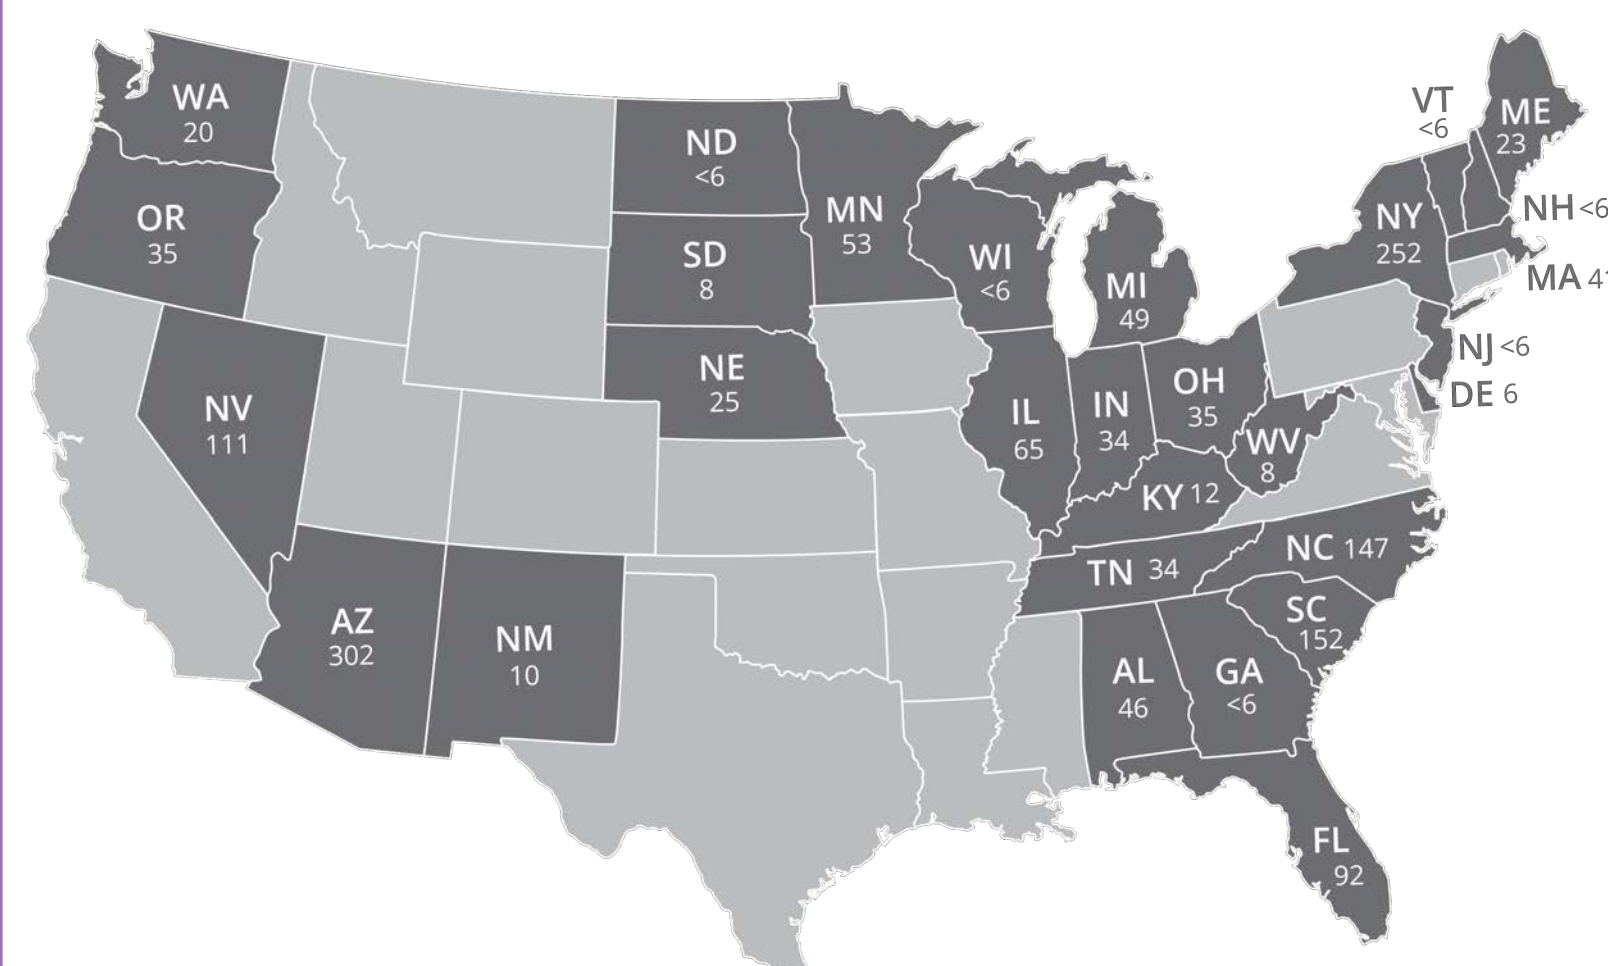 WA
20
OR
35
NV
111
AZ
302
NM
10
ND
<6
SD
8
NE
25
MN
53
WI
<6
MI
49
IL
65
IN
34
OH
35
WV
8
KY 12
TN 34
NC 147
SC
152
AL
46
GA
<6
FL
92
VT
<6
ME
23
NY
252
NH <6
MA
NJ <6
DE 6